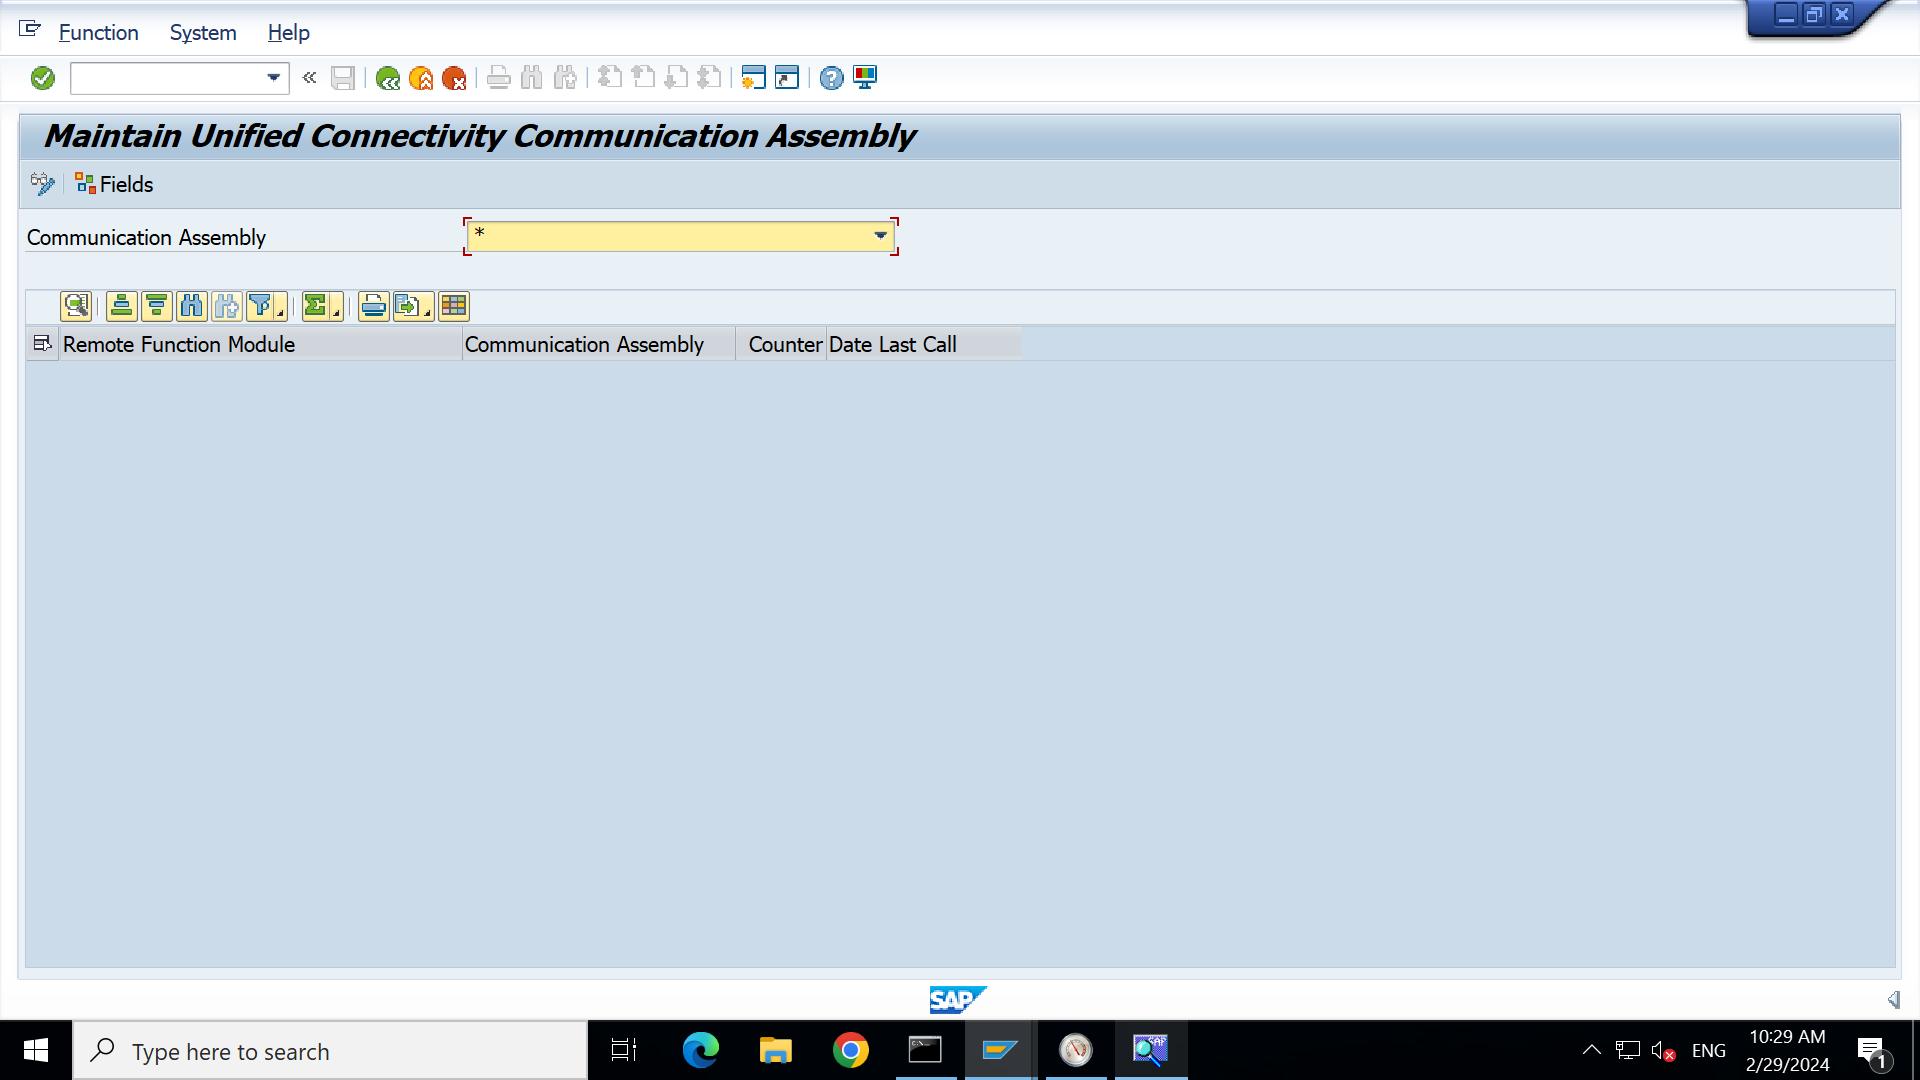 Function System Help
Maintain Unified Connectivity Communication Assembly
Fields
Communication Assembly *
Remote Function Module Communication Assembly Counter Date Last Call
SAP
Type here to search
ENG
10:29 AM
2/29/2024
1